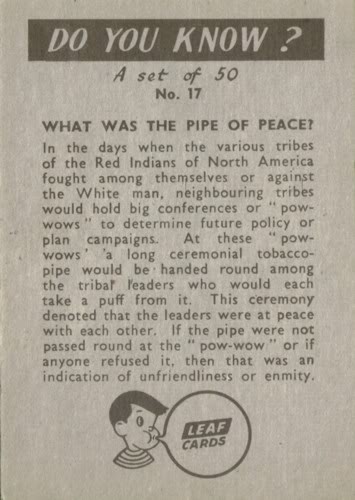 DO YOU KNOW ?
A set of 50
No. 17
WHAT WAS THE PIPE OF PEACE?
In the days when the various tribes
of the Red Indians of North America
fought among themselves or against
the White man, neighbouring tribes
would hold big conferences or "pow-
wows" to determine future policy or
plan campaigns. At these "pow-
wows' 'a long ceremonial tobacco-
pipe would be handed round among
the tribal leaders who would each
take a puff from it. This ceremony
denoted that the leaders were at peace
with each other. If the pipe were not
passed round at the "pow-wow" or if
anyone refused it, then that was an
indication of unfriendliness or enmity.
LEAF
CARDS